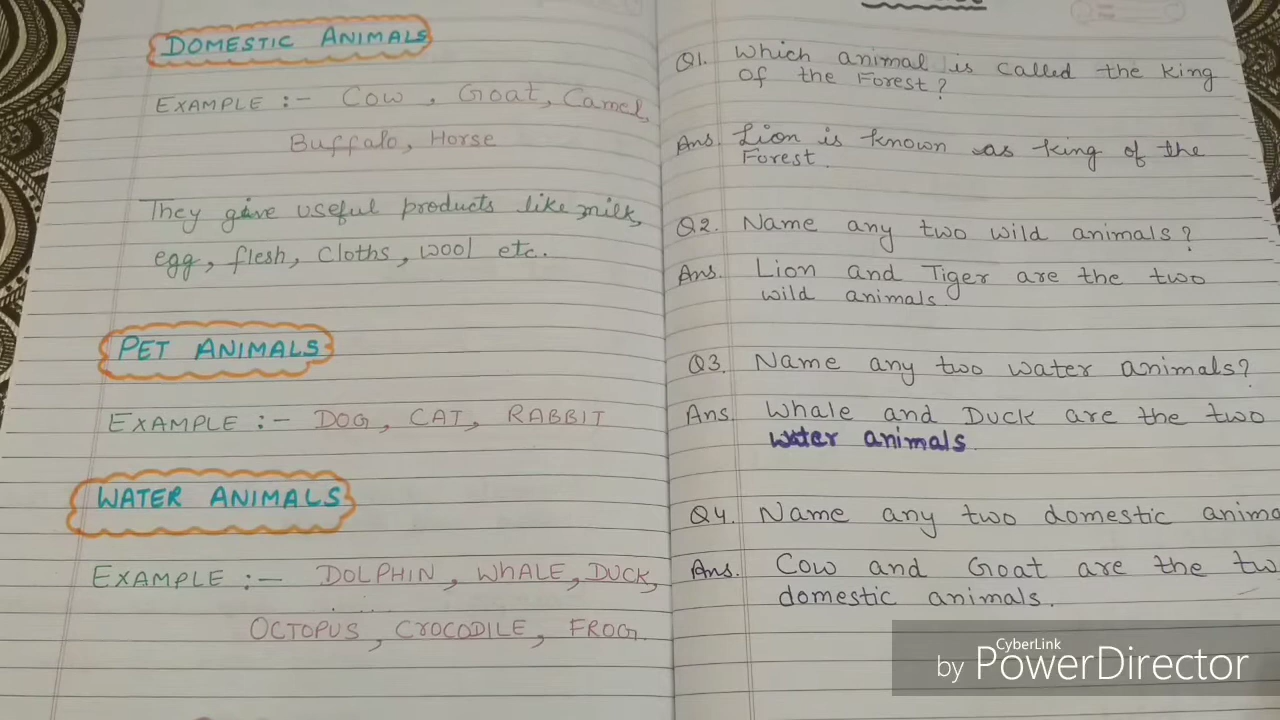 DOMESTIC ANIMALS
EXAMPLE :- Cow, Goat, Camel,
Buffalo, Horse
They give useful products like milk,
egg, flesh, cloths, wool etc.
PET ANIMALS
EXAMPLE :- DOG, CAT, RABBIT
WATER ANIMALS
EXAMPLE :- DOLPHIN, WHALE, DUCK,
OCTOPUS, CROCODILE, FROG.
Q1. Which animal is called the king
of the Forest?
Ans. Lion is known as king of the
Forest.
Q2. Name any two wild animals?
Ans. Lion and Tiger are the two
wild animals.
Q3. Name any two water animals?
Ans. Whale and Duck are the two
water animals.
Q4. Name any two domestic anima
Ans. Cow and Goat are the tw
domestic animals.
CyberLink
by PowerDirector